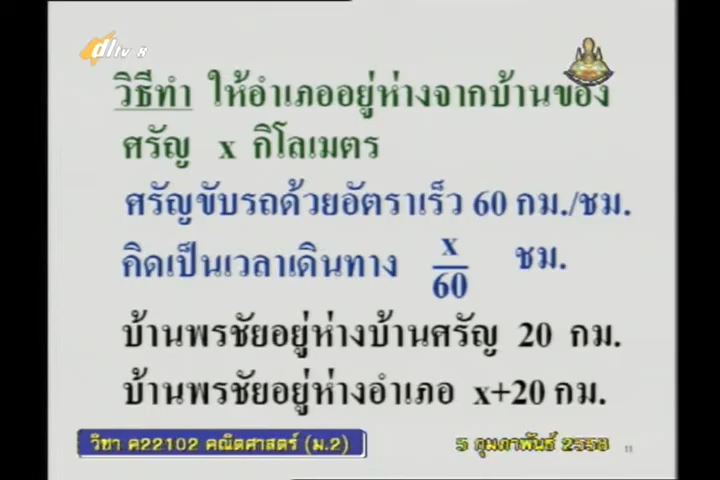 dltv 8
วิธีทำ ให้อำเภออยู่ห่างจากบ้านของ
ศรัญ x กิโลเมตร
ศรัญขับรถด้วยอัตราเร็ว 60 กม./ชม.
คิดเป็นเวลาเดินทาง x/60 ชม.
บ้านพรชัยอยู่ห่างบ้านศรัญ 20 กม.
บ้านพรชัยอยู่ห่างอำเภอ x+20 กม.
วิชา ค22102 คณิตศาสตร์ (ม.2) 5 กุมภาพันธ์ 2553 11